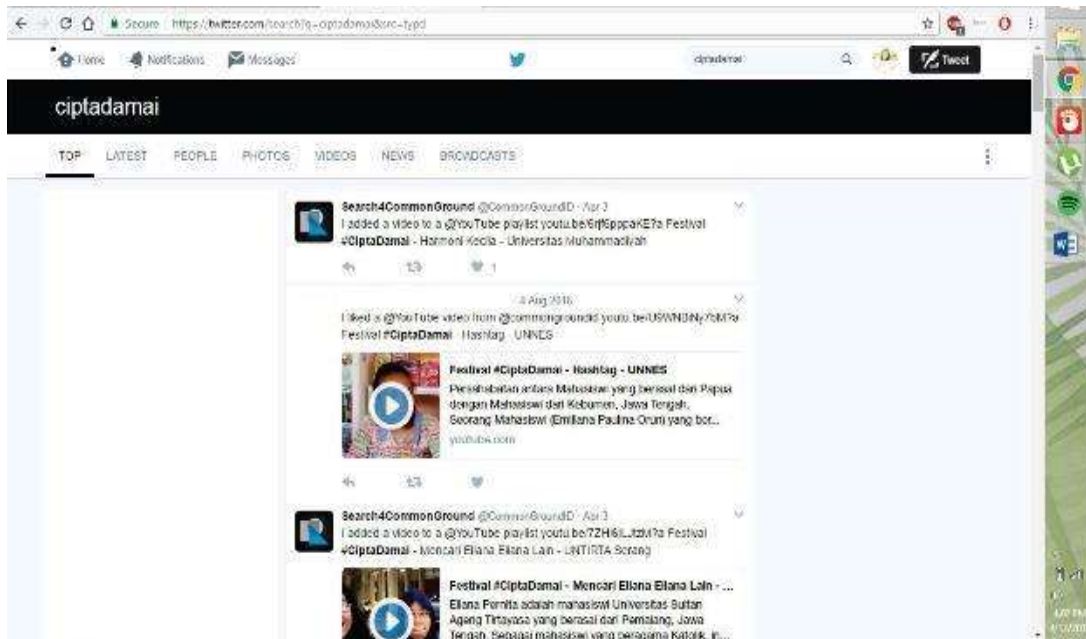 Secure https://twitter.com/search?q=ciptadamai&src=typd
Home Notifications Messages ciptadamai Tweet
ciptadamai
TOP LATEST PEOPLE PHOTOS VIDEOS NEWS BROADCASTS
Search4CommonGround @CommonGroundID · Apr 3
I added a video to a @YouTube playlist Festival
#CiptaDamai - Harmoni Kecila - Universitas Muhammadiyah
1
4 Aug 2016
I liked a @YouTube video from @commongroundid
Festival #CiptaDamai - Hashtag - UNNES
Festival #CiptaDamai - Hashtag - UNNES
Persahabatan antara Mahasiswi yang berasal dari Papua
dengan Mahasiswi dari Kebumen, Jawa Tengah.
Seorang Mahasiswi (Emiliana Paulina Orun) yang ber...
youtube.com
Search4CommonGround @CommonGroundID · Apr 3
I added a video to a @YouTube playlist Festival
#CiptaDamai - Mencari Eliana Eliana Lain - UNTIRTA Serang
Festival #CiptaDamai - Mencari Eliana Eliana Lain - ...
Eliana Pernita adalah mahasiswi Universitas Sultan
Ageng Tirtayasa yang berasal dari Pemalang, Jawa
Tengah. Sebagai mahasiswi yang beragama Katolik, in...